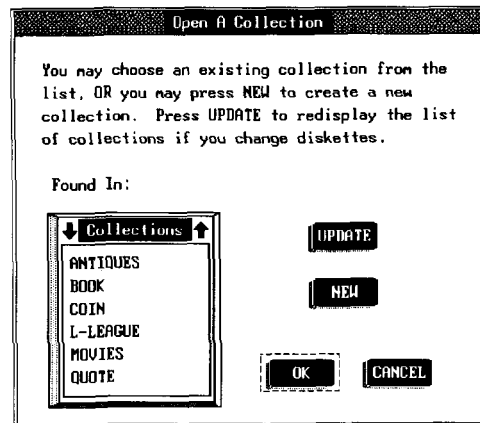 Open A Collection
You may choose an existing collection from the
list, OR you may press NEW to create a new
collection. Press UPDATE to redisplay the list
of collections if you change diskettes.
Found In:
Collections
ANTIQUES
BOOK
COIN
L-LEAGUE
MOVIES
QUOTE
UPDATE
NEW
OK
CANCEL